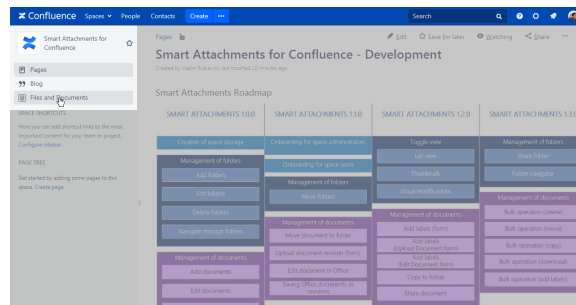 Confluence Spaces People Contacts Create ••• Search
Smart Attachments for
Confluence
Pages
Blog
Files and Documents
SPACE SHORTCUTS
Here you can add shortcut links to the most
important content for your team or project.
Configure sidebar.
PAGE TREE
Get started by adding some pages to this
space. Create page.
Pages
Edit Save for later Watching Share •••
Smart Attachments for Confluence - Development
Created by Vadim Rutkevich, last modified 20 minutes ago
Smart Attachments Roadmap
SMART ATTACHMENTS 1.0.0
Creation of space storage
Management of folders
Add folders
Edit folders
Delete folders
Navigate through folders
Management of documents
Add documents
Edit documents
SMART ATTACHMENTS 1.1.0
Onboarding for space administrators
Onboarding for space users
Management of folders
Move folders
Management of documents
Move document to folder
Upload document revision (form)
Edit document in Office
Saving Office documents as
revisions
SMART ATTACHMENTS 1.2.0
Toggle view
List view
Thumbnails
Visual modifications
Management of documents
Add labels (form)
Add labels
(Upload Document form)
Add labels
(Edit Document form)
Copy to folder
Share document
SMART ATTACHMENTS 1.3.0
Management of folders
Share folder
Folder navigator
Management of documents
Bulk operation (delete)
Bulk operation (move)
Bulk operation (copy)
Bulk operation (download)
Bulk operation (add labels)